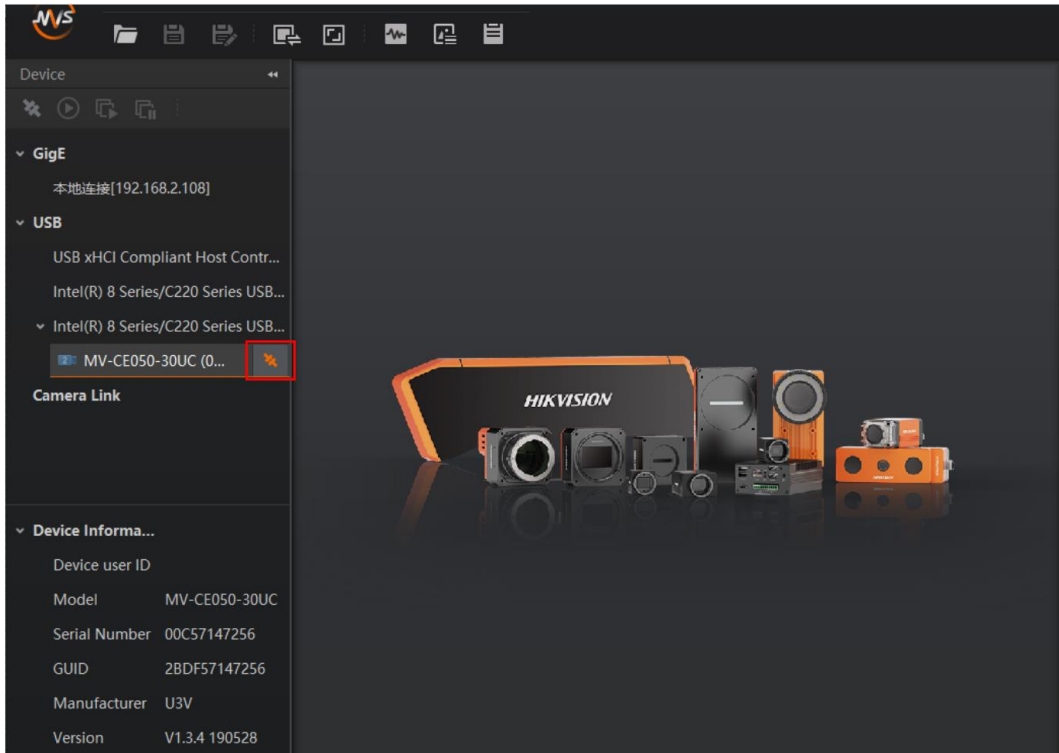 MVS
Device
GigE
本地连接[192.168.2.108]
USB
USB xHCI Compliant Host Contr...
Intel(R) 8 Series/C220 Series USB...
Intel(R) 8 Series/C220 Series USB...
MV-CE050-30UC (0...
Camera Link
HIKVISION
Device Informa...
Device user ID
Model MV-CE050-30UC
Serial Number 00C57147256
GUID 2BDF57147256
Manufacturer U3V
Version V1.3.4 190528